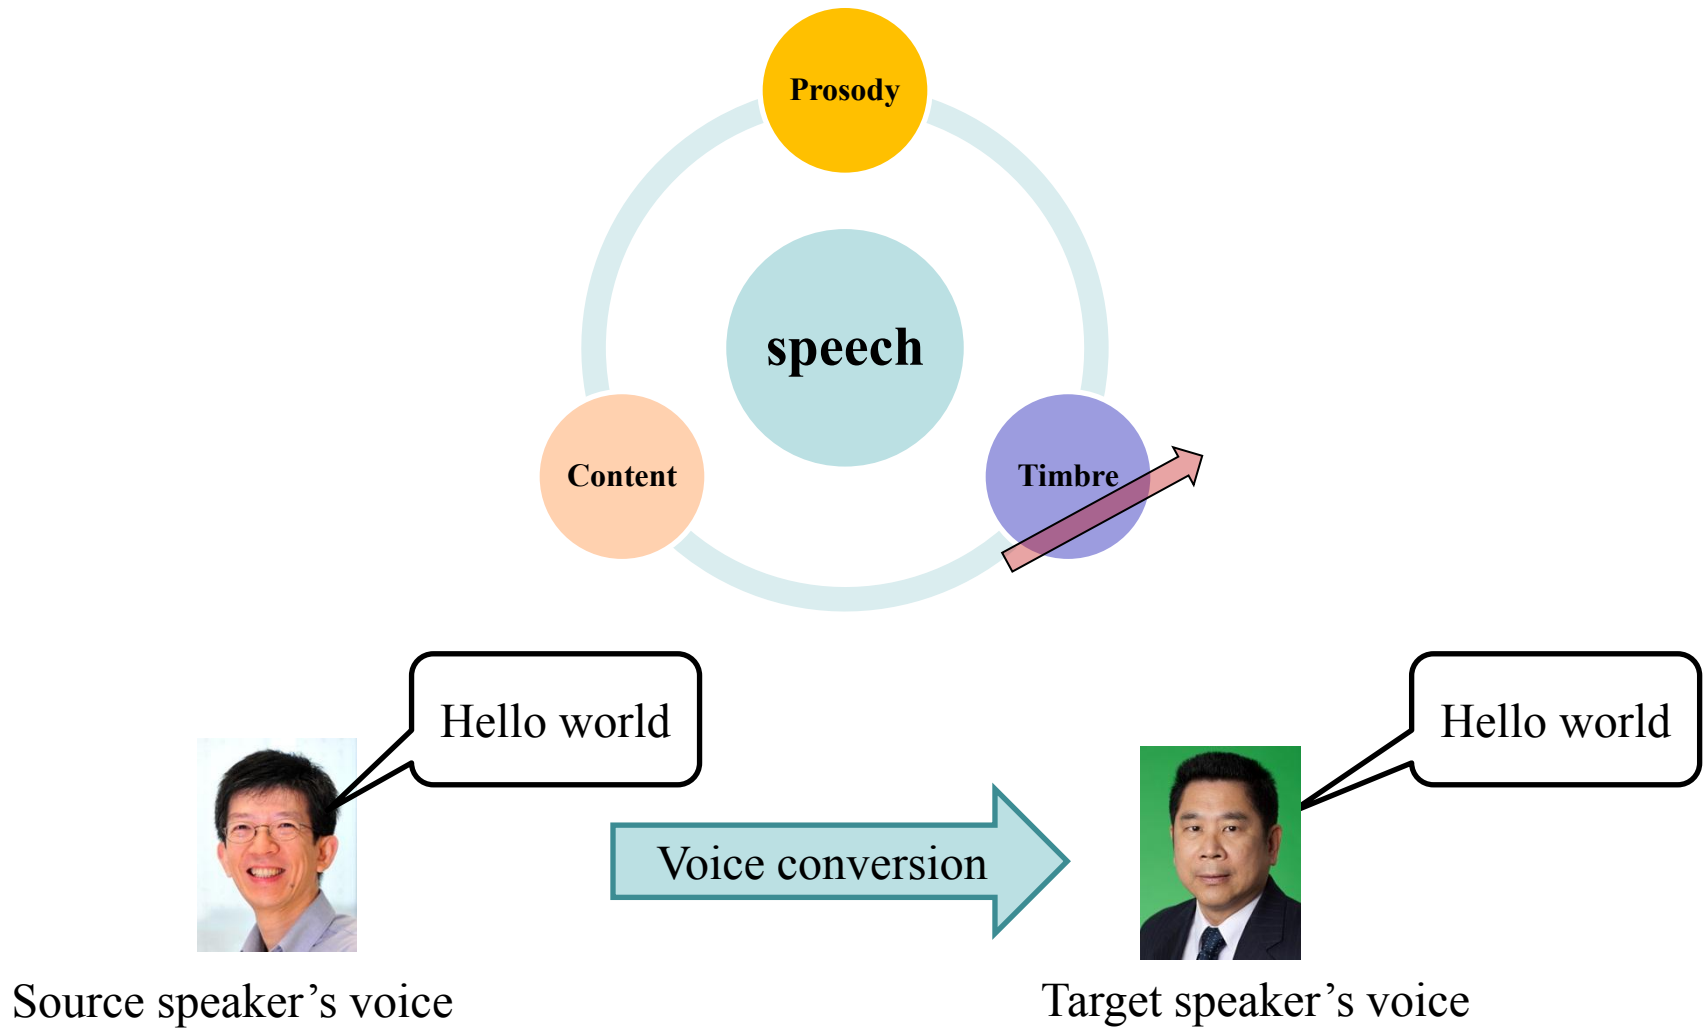 Prosody
speech
Content
Timbre
Hello world
Hello world
Voice conversion
Source speaker’s voice
Target speaker’s voice